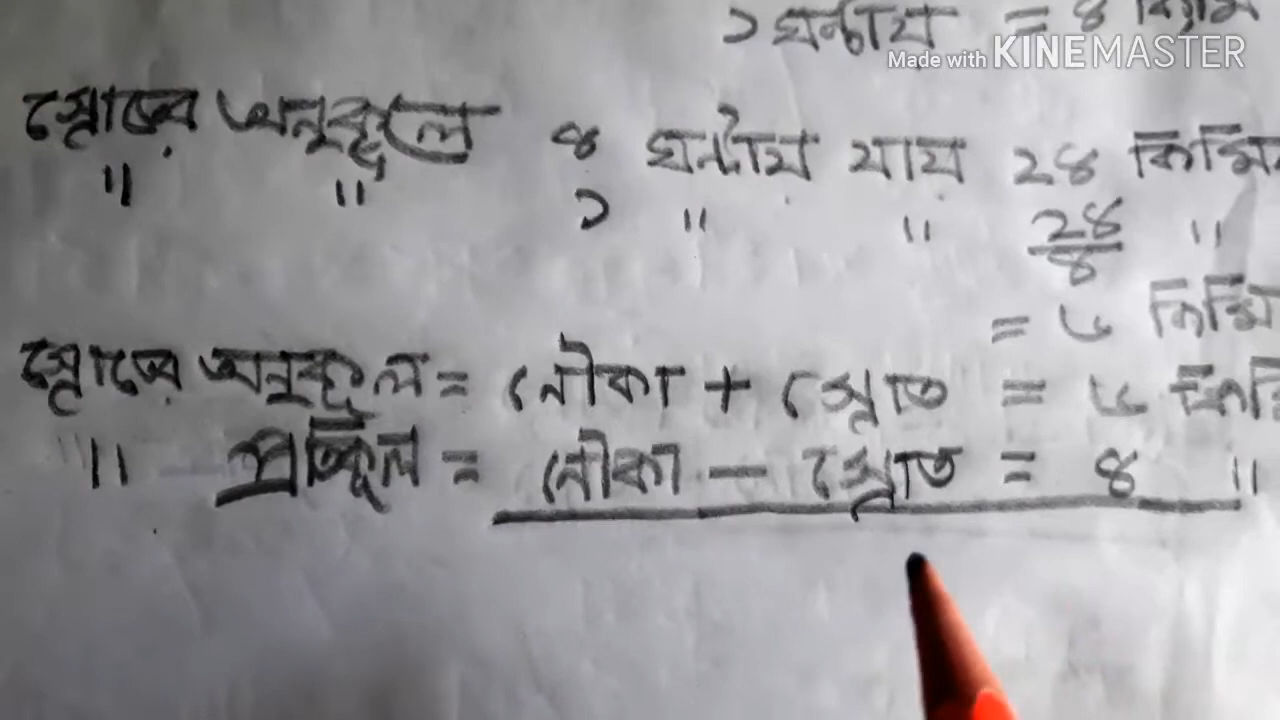 ১ ঘন্টায় = ৪ কিমি
Made with KINEMASTER
স্রোতের অনুকূলে ৪ ঘন্টায় যায় ২৪ কিমি
" " ১ " " ২৪/৪ "
= ৬ কিমি
স্রোতের অনুকূল = নৌকা + স্রোত = ৬ কিমি
" প্রতিকূল = নৌকা - স্রোত = ৪ "